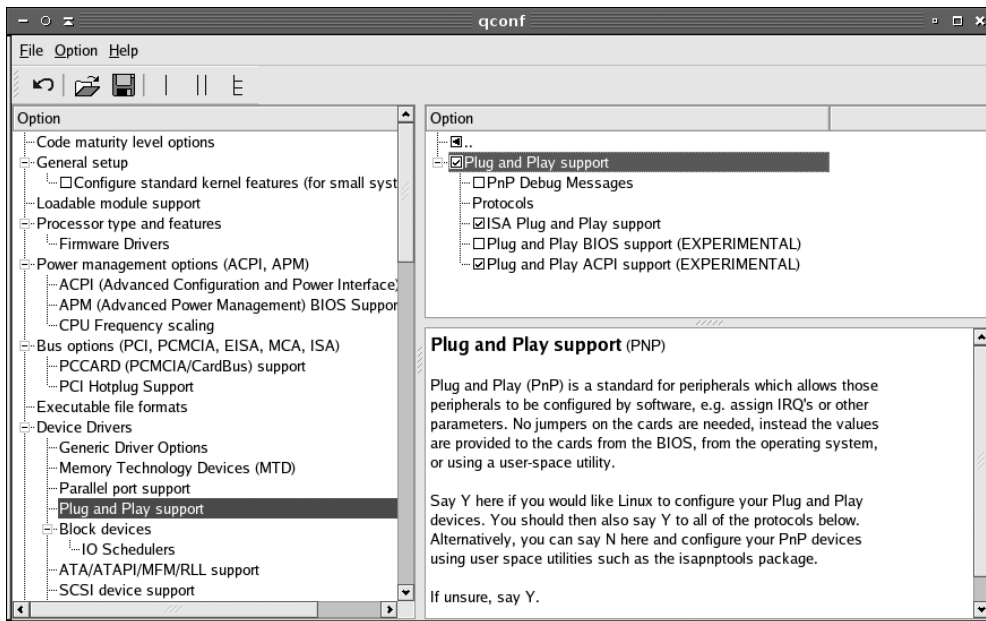 qconf
File Option Help
Option
Code maturity level options
General setup
Configure standard kernel features (for small syst
Loadable module support
Processor type and features
Firmware Drivers
Power management options (ACPI, APM)
ACPI (Advanced Configuration and Power Interface)
APM (Advanced Power Management) BIOS Suppor
CPU Frequency scaling
Bus options (PCI, PCMCIA, EISA, MCA, ISA)
PCCARD (PCMCIA/CardBus) support
PCI Hotplug Support
Executable file formats
Device Drivers
Generic Driver Options
Memory Technology Devices (MTD)
Parallel port support
Plug and Play support
Block devices
IO Schedulers
ATA/ATAPI/MFM/RLL support
SCSI device support
Option
..
Plug and Play support
PnP Debug Messages
Protocols
ISA Plug and Play support
Plug and Play BIOS support (EXPERIMENTAL)
Plug and Play ACPI support (EXPERIMENTAL)
Plug and Play support (PNP)
Plug and Play (PnP) is a standard for peripherals which allows those
peripherals to be configured by software, e.g. assign IRQ's or other
parameters. No jumpers on the cards are needed, instead the values
are provided to the cards from the BIOS, from the operating system,
or using a user-space utility.
Say Y here if you would like Linux to configure your Plug and Play
devices. You should then also say Y to all of the protocols below.
Alternatively, you can say N here and configure your PnP devices
using user space utilities such as the isapnptools package.
If unsure, say Y.